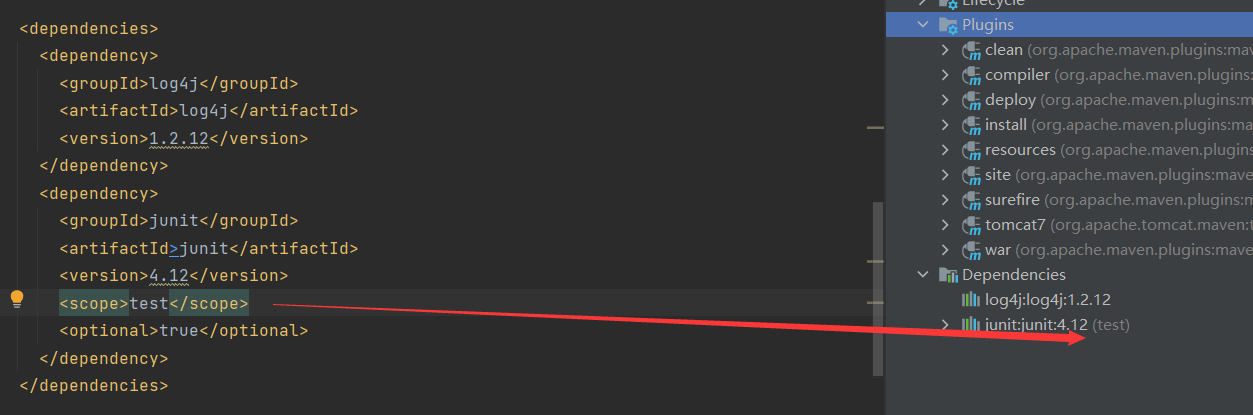 <dependencies>
<dependency>
<groupId>log4j</groupId>
<artifactId>log4j</artifactId>
<version>1.2.12</version>
</dependency>
<dependency>
<groupId>junit</groupId>
<artifactId>junit</artifactId>
<version>4.12</version>
<scope>test</scope>
<optional>true</optional>
</dependency>
</dependencies>
Lifecycle
Plugins
clean (org.apache.maven.plugins:mav
compiler (org.apache.maven.plugins:
deploy (org.apache.maven.plugins:m
install (org.apache.maven.plugins:ma
resources (org.apache.maven.plugins
site (org.apache.maven.plugins:mave
surefire (org.apache.maven.plugins:m
tomcat7 (org.apache.tomcat.maven:t
war (org.apache.maven.plugins:mave
Dependencies
log4j:log4j:1.2.12
junit:junit:4.12 (test)